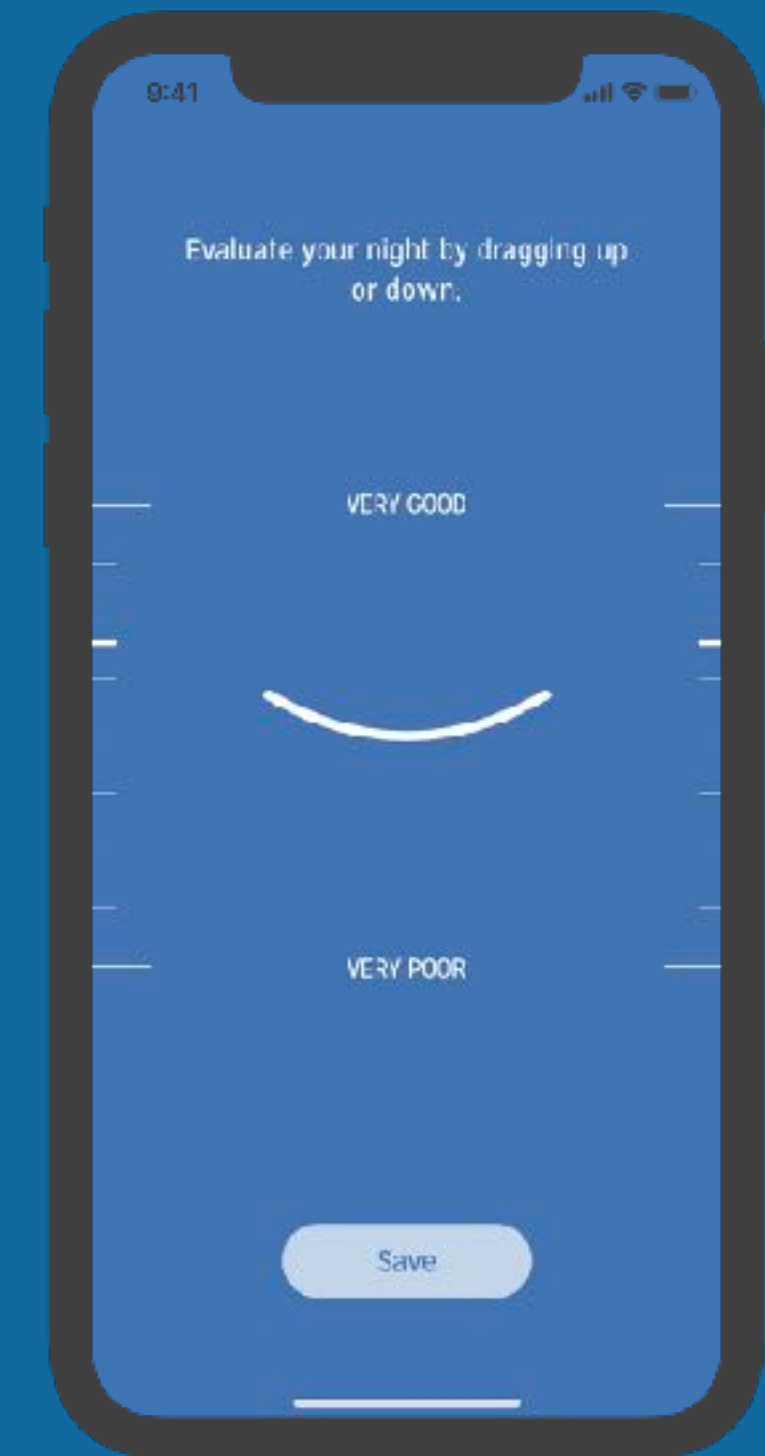 9:41
Evaluate your night by dragging up
or down.
VERY GOOD
VERY POOR
Save